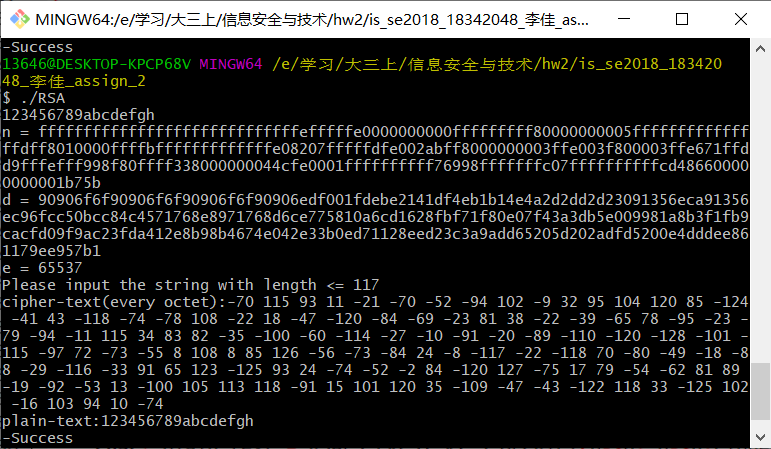 MINGW64:/e/学习/大三上/信息安全与技术/hw2/is_se2018_18342048_李佳_as...
-Success
13646@DESKTOP-KPCP68V MINGW64 /e/学习/大三上/信息安全与技术/hw2/is_se2018_183420
48_李佳_assign_2
$ ./RSA
123456789abcdefgh
n = fffffffffffffffffffffffffffffefffffe0000000000fffffffff80000000005fffffffffffff
ffdff8010000ffffbfffffffffffffe08207fffffdfe002abff8000000003ffe003f800003ffe671ffd
d9fffefff998f80ffff338000000044cfe0001ffffffffff76998fffffffc07ffffffffffcd48660000
0000001b75b
d = 90906f6f90906f6f90906f6f90906edf001fdebe2141df4eb1b14e4a2d2dd2d23091356eca91356
ec96fcc50bcc84c4571768e8971768d6ce775810a6cd1628fbf71f80e07f43a3db5e009981a8b3f1fb9
cacfd09f9ac23fda412e8b98b4674e042e33b0ed71128eed23c3a9add65205d202adfd5200e4dddee86
1179ee957b1
e = 65537
Please input the string with length <= 117
cipher-text(every octet):-70 115 93 11 -21 -70 -52 -94 102 -9 32 95 104 120 85 -124
 -41 43 -118 -74 -78 108 -22 18 -47 -120 -84 -69 -23 81 38 -22 -39 -65 78 -95 -23 -
79 -94 -11 115 34 83 82 -35 -100 -60 -114 -27 -10 -91 -20 -89 -110 -120 -128 -101 -
115 -97 72 -73 -55 8 108 8 85 126 -56 -73 -84 24 -8 -117 -22 -118 70 -80 -49 -18 -8
8 -29 -116 -33 91 65 123 -125 93 24 -74 -52 -2 84 -120 127 -75 17 79 -54 -62 81 89
-19 -92 -53 13 -100 105 113 118 -91 15 101 120 35 -109 -47 -43 -122 118 33 -125 102
 -16 103 94 10 -74
plain-text:123456789abcdefgh
-Success